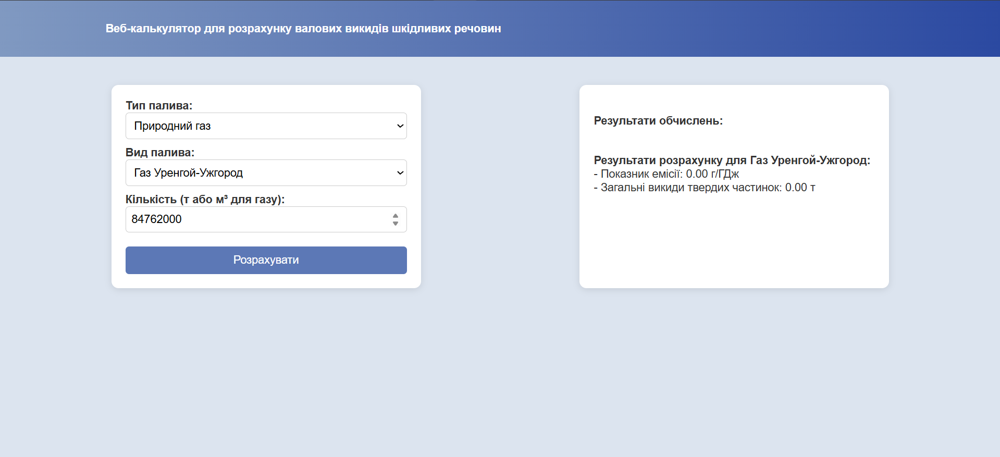 Веб-калькулятор для розрахунку валових викидів шкідливих речовин
Тип палива:
Природний газ
Вид палива:
Газ Уренгой-Ужгород
Кількість (т або м³ для газу):
84762000
Розрахувати
Результати обчислень:
Результати розрахунку для Газ Уренгой-Ужгород:
- Показник емісії: 0.00 г/ГДж
- Загальні викиди твердих частинок: 0.00 т